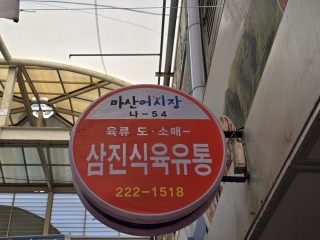 마산어시장
나-54
육류 도·소매-
삼진식육유통
222-1518